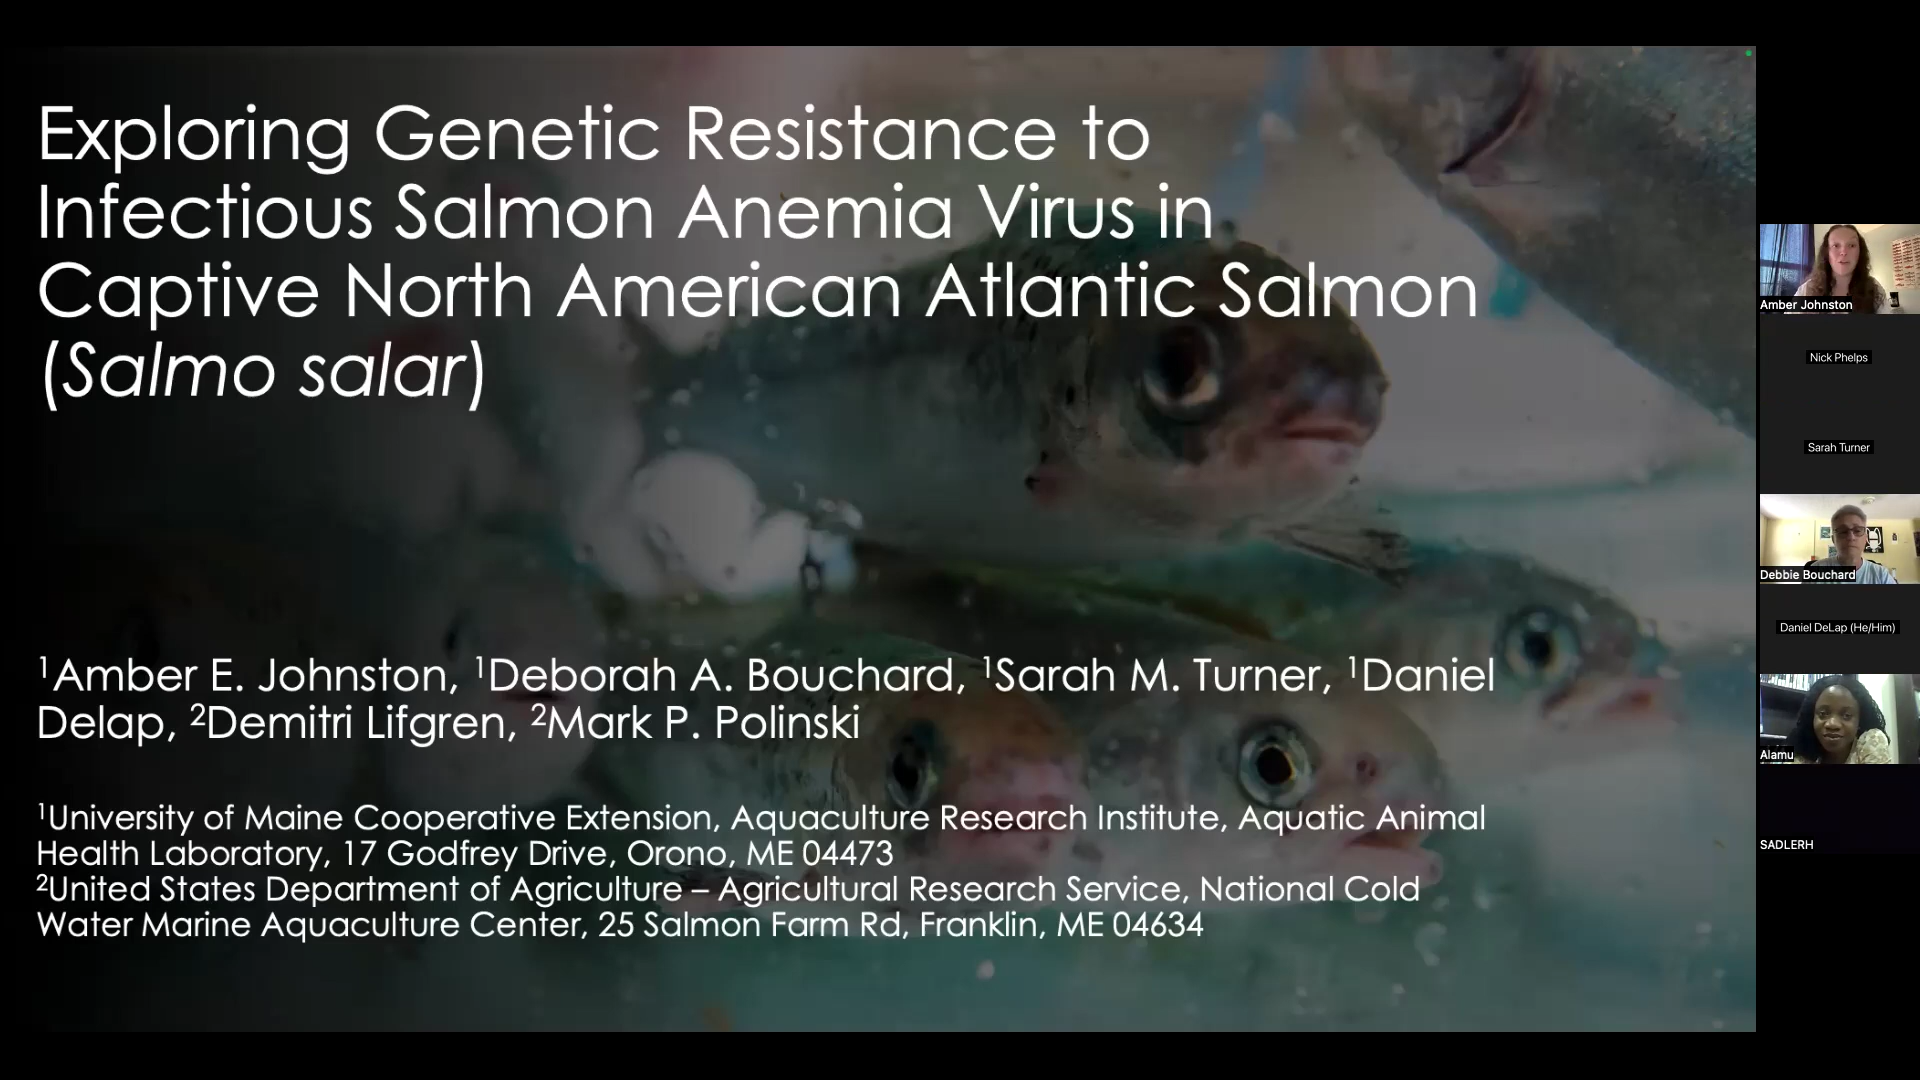 Exploring Genetic Resistance to
Infectious Salmon Anemia Virus in
Captive North American Atlantic Salmon
(Salmo salar)
¹Amber E. Johnston, ¹Deborah A. Bouchard, ¹Sarah M. Turner, ¹Daniel
Delap, ²Demitri Lifgren, ²Mark P. Polinski
¹University of Maine Cooperative Extension, Aquaculture Research Institute, Aquatic Animal
Health Laboratory, 17 Godfrey Drive, Orono, ME 04473
²United States Department of Agriculture – Agricultural Research Service, National Cold
Water Marine Aquaculture Center, 25 Salmon Farm Rd, Franklin, ME 04634
Amber Johnston
Nick Phelps
Sarah Turner
Debbie Bouchard
Daniel DeLap (He/Him)
Alamu
SADLERH